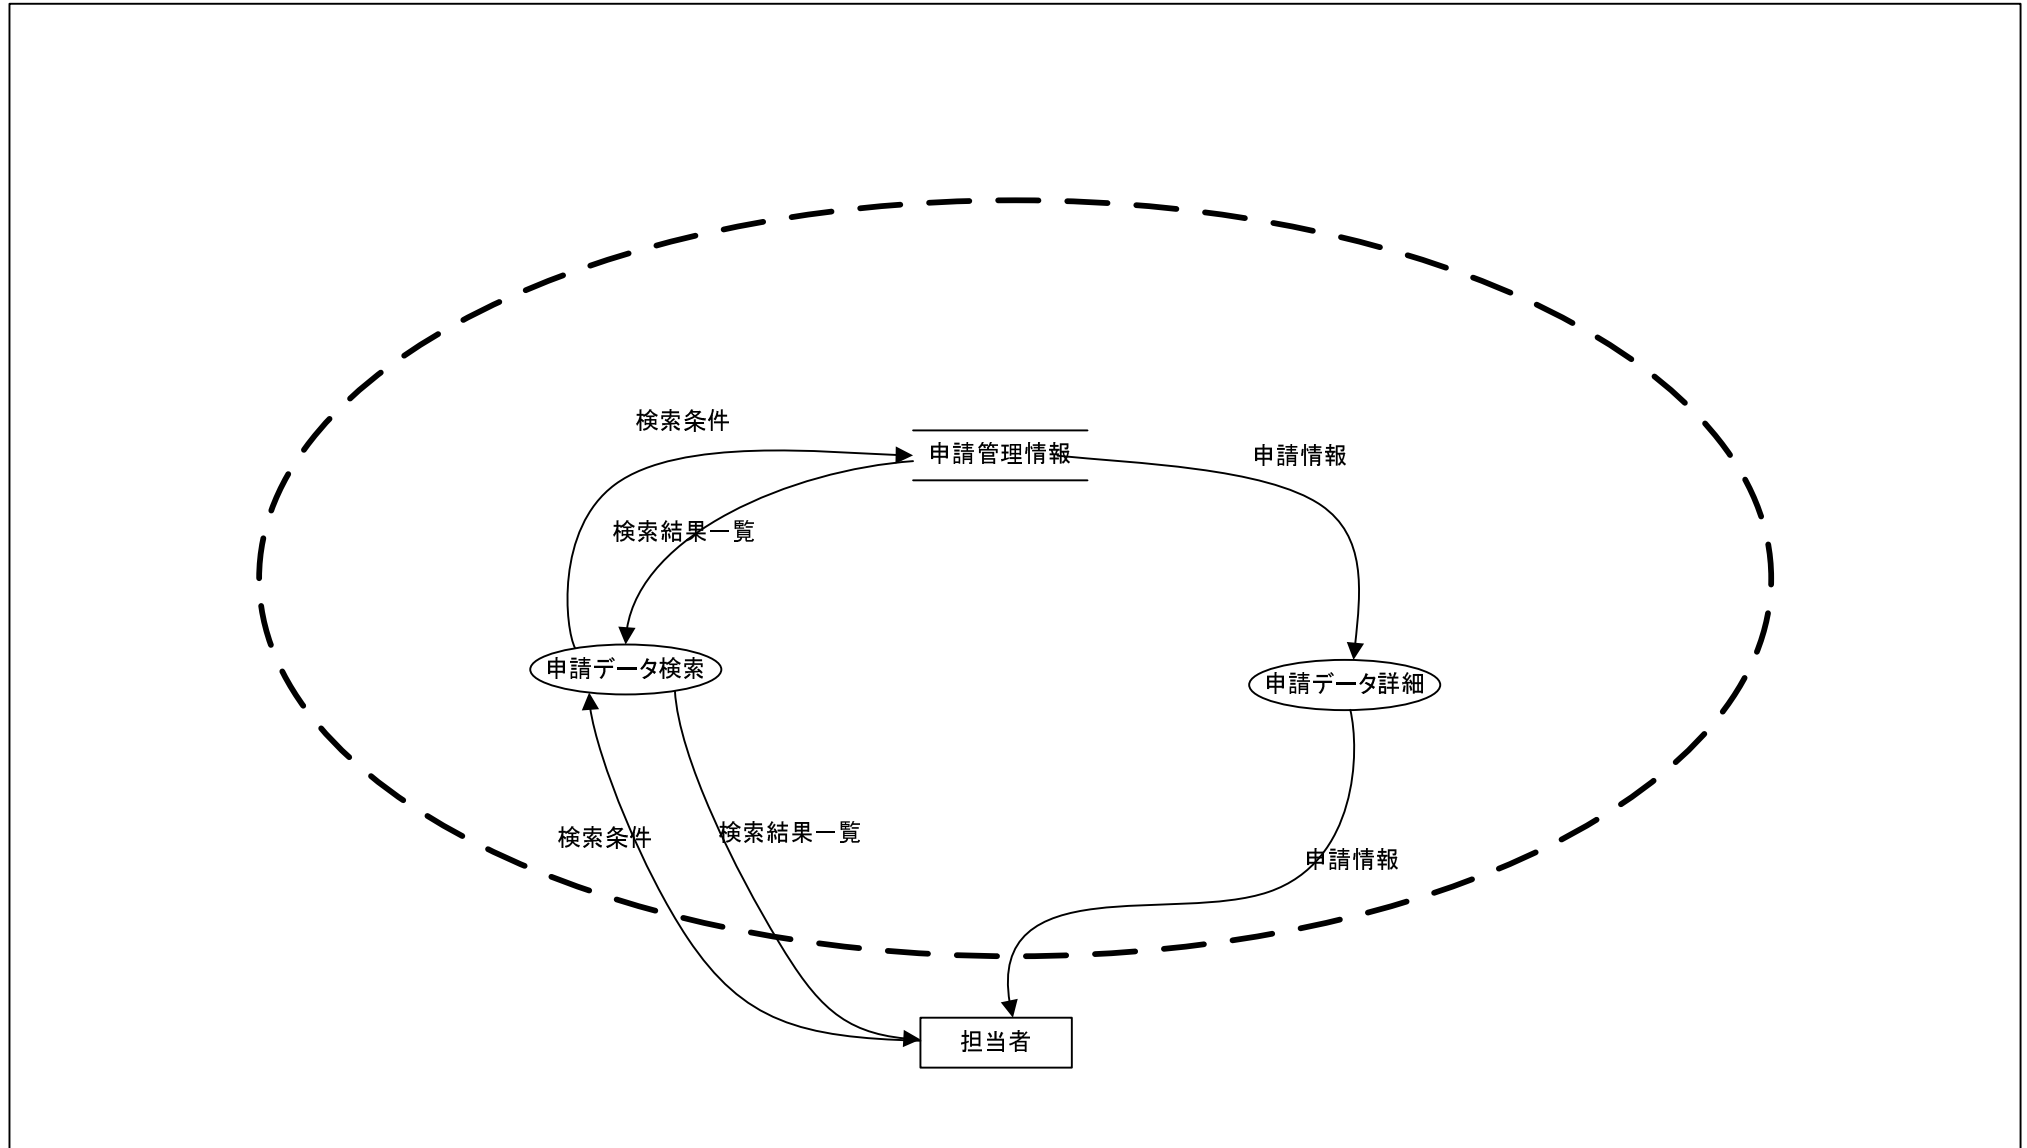 検索条件
申請管理情報
申請情報
検索結果一覧
申請データ検索
申請データ詳細
検索条件
検索結果一覧
申請情報
担当者